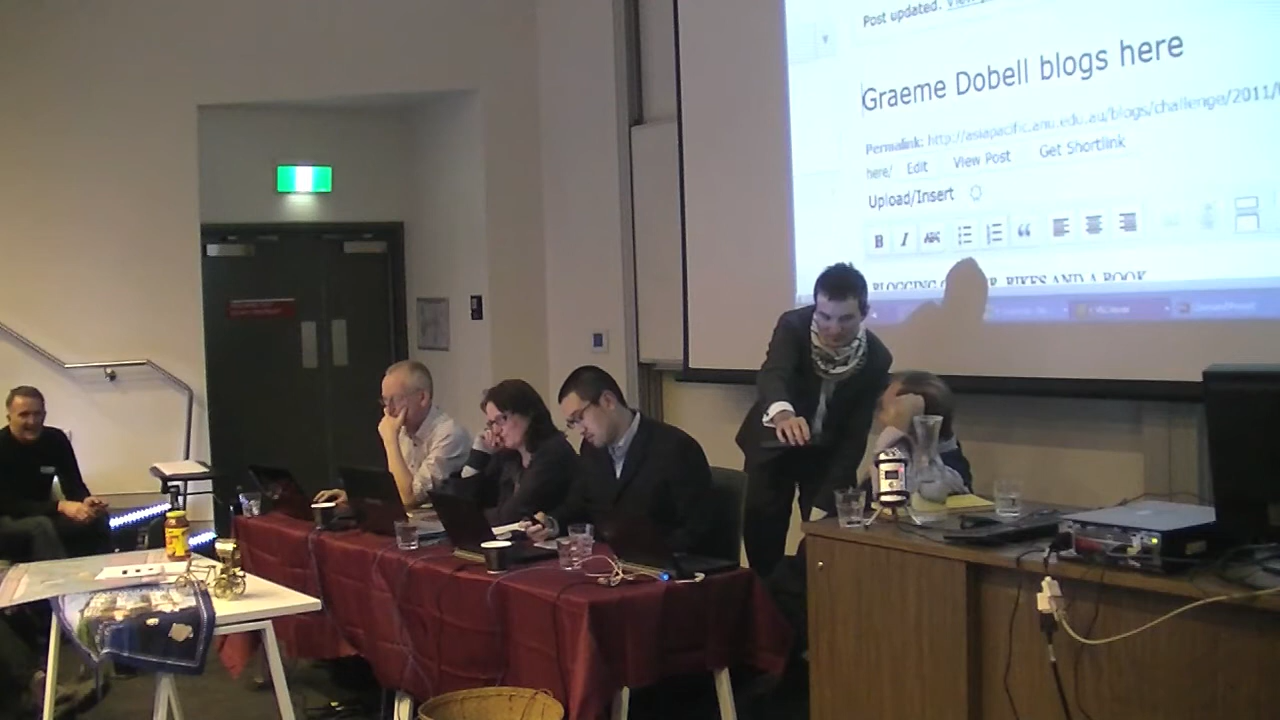 Post updated.
Graeme Dobell blogs here
Permalink: http://asiapacific.anu.edu.au/blogs/challenge/2011/
here/ Edit View Post Get Shortlink
Upload/Insert
B I ABC
BIKES AND A BOOK